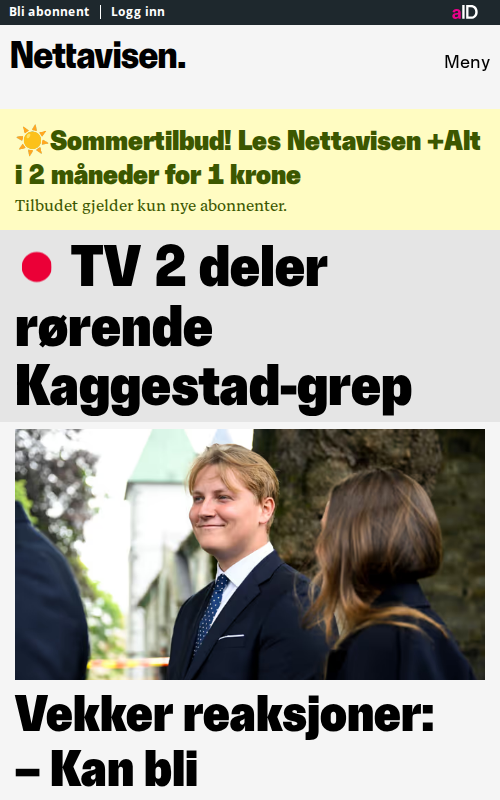 Bli abonnent
Logg inn
aID
Nettavisen.
Meny
Sommertilbud! Les Nettavisen +Alt
i 2 måneder for 1 krone
Tilbudet gjelder kun nye abonnenter.
TV 2 deler
rørende
Kaggestad-grep
Vekker reaksjoner:
– Kan bli